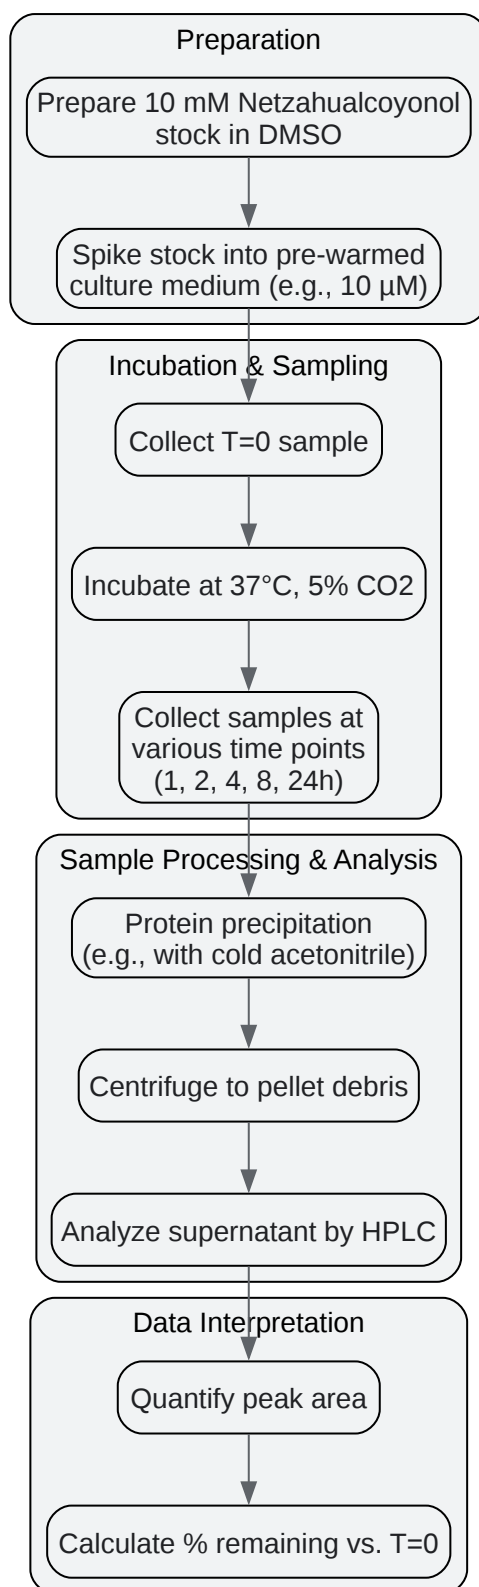 Preparation
Prepare 10 mM Netzahualcoyonol
stock in DMSO
Spike stock into pre-warmed
culture medium (e.g., 10 µM)
Incubation & Sampling
Collect T=0 sample
Incubate at 37°C, 5% CO2
Collect samples at
various time points
(1, 2, 4, 8, 24h)
Sample Processing & Analysis
Protein precipitation
(e.g., with cold acetonitrile)
Centrifuge to pellet debris
Analyze supernatant by HPLC
Data Interpretation
Quantify peak area
Calculate % remaining vs. T=0